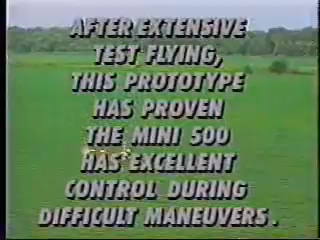 AFTER EXTENSIVE
TEST FLYING,
THIS PROTOTYPE
HAS PROVEN
THE MINI 500
HAS EXCELLENT
CONTROL DURING
DIFFICULT MANEUVERS.